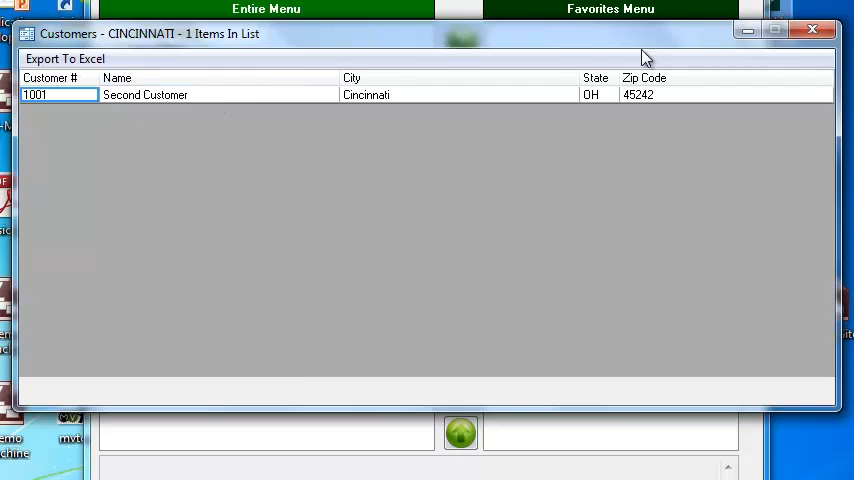 Entire Menu
Favorites Menu
Customers - CINCINNATI - 1 Items In List
Export To Excel
Customer # Name City State Zip Code
1001 Second Customer Cincinnati OH 45242
mvto